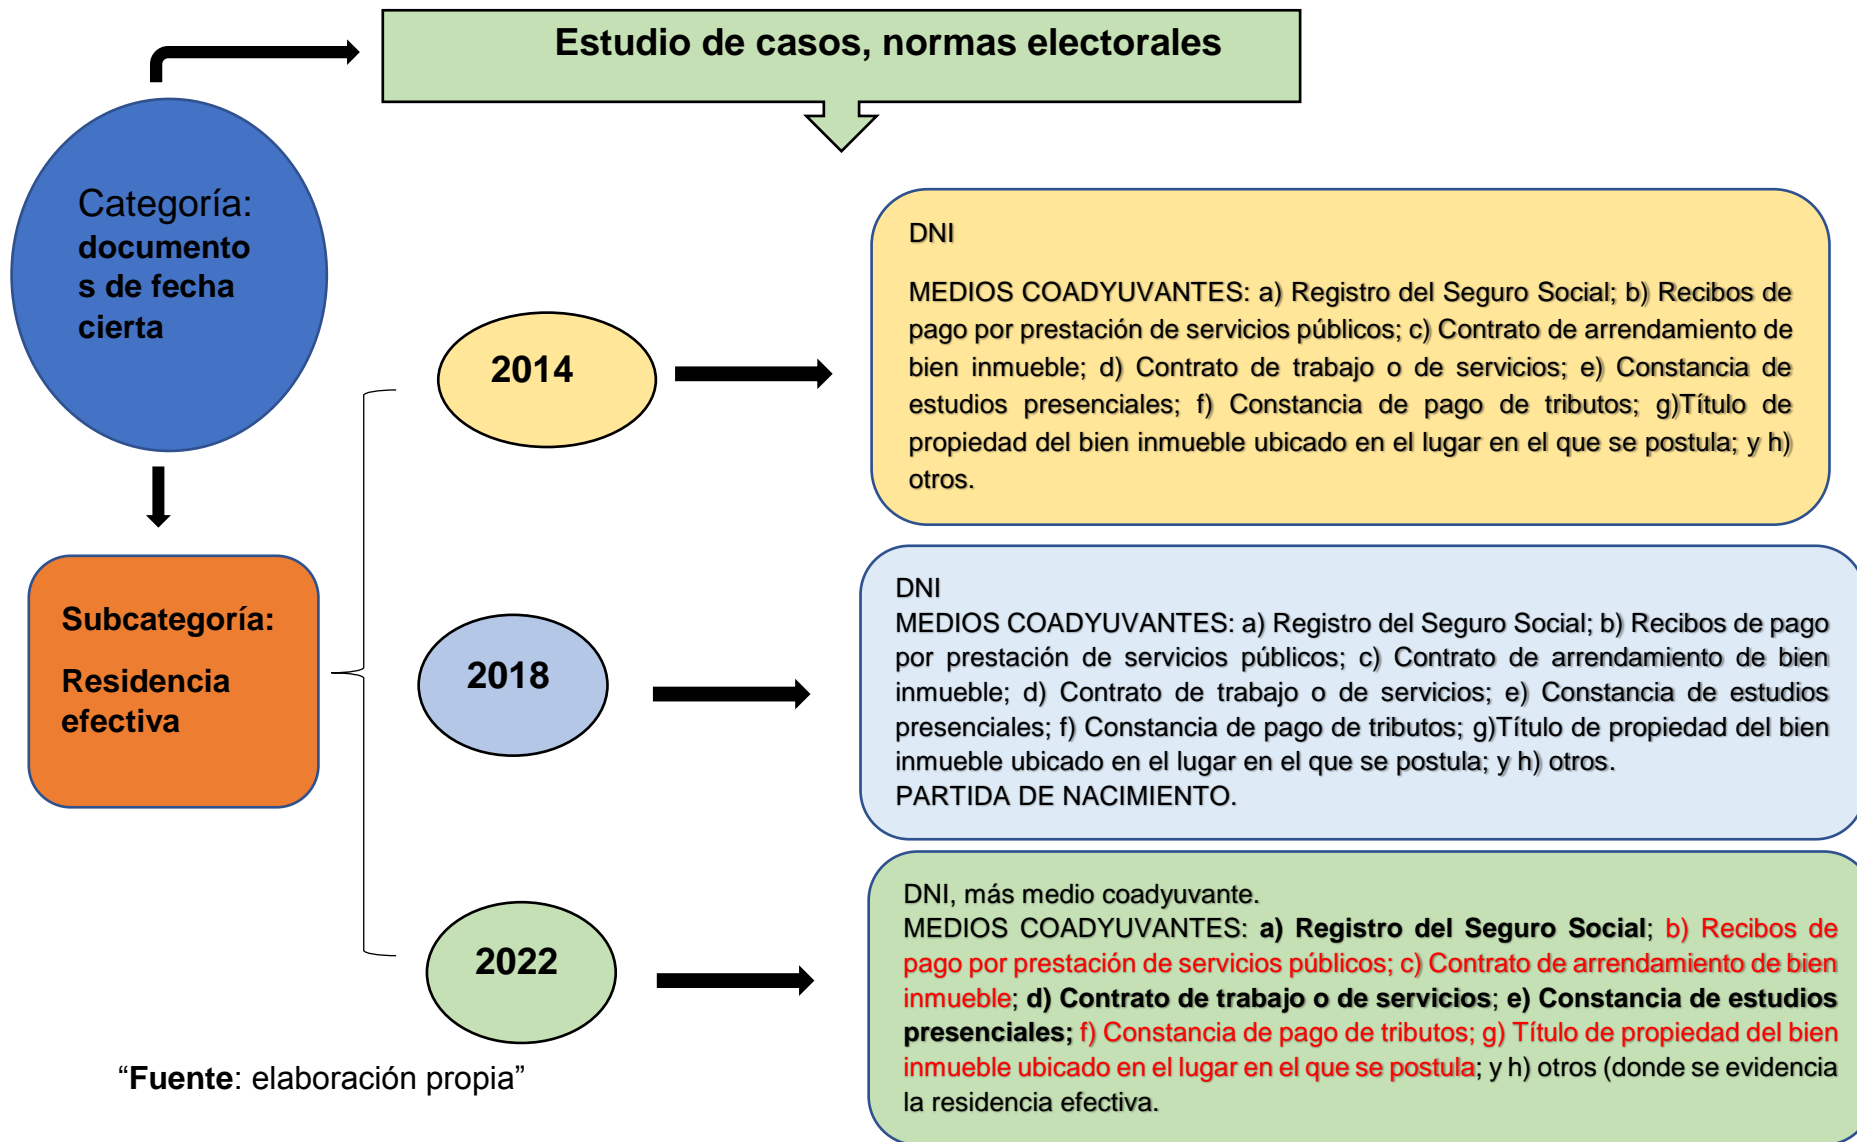 Estudio de casos, normas electorales
Categoría:
documento
s de fecha
cierta
Subcategoría:
Residencia
efectiva
2014
DNI
MEDIOS COADYUVANTES: a) Registro del Seguro Social; b) Recibos de
pago por prestación de servicios públicos; c) Contrato de arrendamiento de
bien inmueble; d) Contrato de trabajo o de servicios; e) Constancia de
estudios presenciales; f) Constancia de pago de tributos; g)Título de
propiedad del bien inmueble ubicado en el lugar en el que se postula; y h)
otros.
2018
DNI
MEDIOS COADYUVANTES: a) Registro del Seguro Social; b) Recibos de pago
por prestación de servicios públicos; c) Contrato de arrendamiento de bien
inmueble; d) Contrato de trabajo o de servicios; e) Constancia de estudios
presenciales; f) Constancia de pago de tributos; g)Título de propiedad del bien
inmueble ubicado en el lugar en el que se postula; y h) otros.
PARTIDA DE NACIMIENTO.
2022
DNI, más medio coadyuvante.
MEDIOS COADYUVANTES: a) Registro del Seguro Social; b) Recibos de
pago por prestación de servicios públicos; c) Contrato de arrendamiento de bien
inmueble; d) Contrato de trabajo o de servicios; e) Constancia de estudios
presenciales; f) Constancia de pago de tributos; g) Título de propiedad del bien
inmueble ubicado en el lugar en el que se postula; y h) otros (donde se evidencia
la residencia efectiva.
“Fuente: elaboración propia”